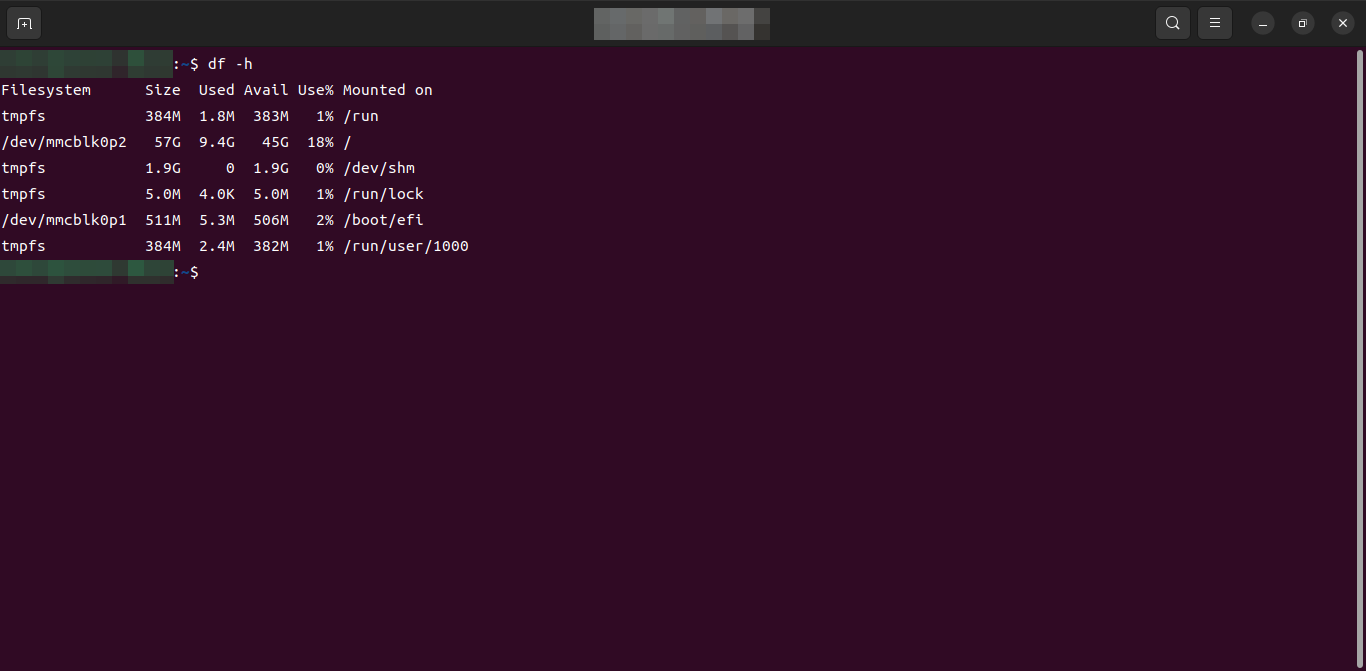 :~$ df -h
Filesystem      Size  Used Avail Use% Mounted on
tmpfs           384M  1.8M  383M   1% /run
/dev/mmcblk0p2   57G  9.4G   45G  18% /
tmpfs           1.9G     0  1.9G   0% /dev/shm
tmpfs           5.0M  4.0K  5.0M   1% /run/lock
/dev/mmcblk0p1  511M  5.3M  506M   2% /boot/efi
tmpfs           384M  2.4M  382M   1% /run/user/1000
:~$